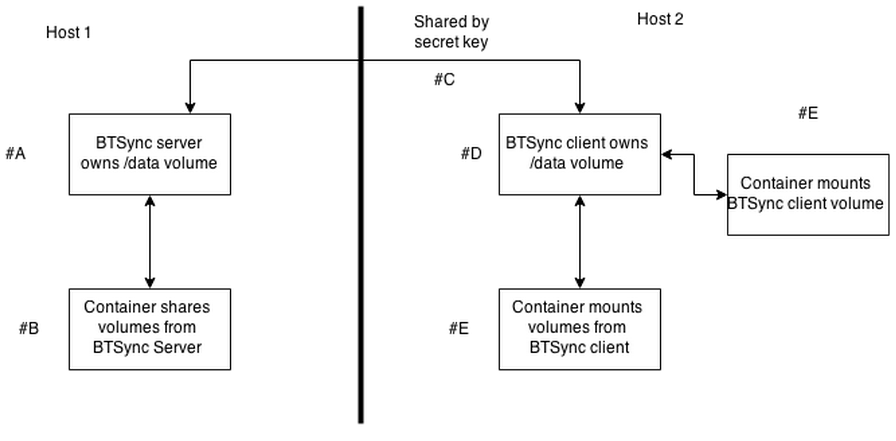 Host 1
Shared by
secret key
Host 2
#C
#E
#A
BTSync server
owns /data volume
#D
BTSync client owns
/data volume
Container mounts
BTSync client volume
#B
Container shares
volumes from
BTSync Server
#E
Container mounts
volumes from
BTSync client